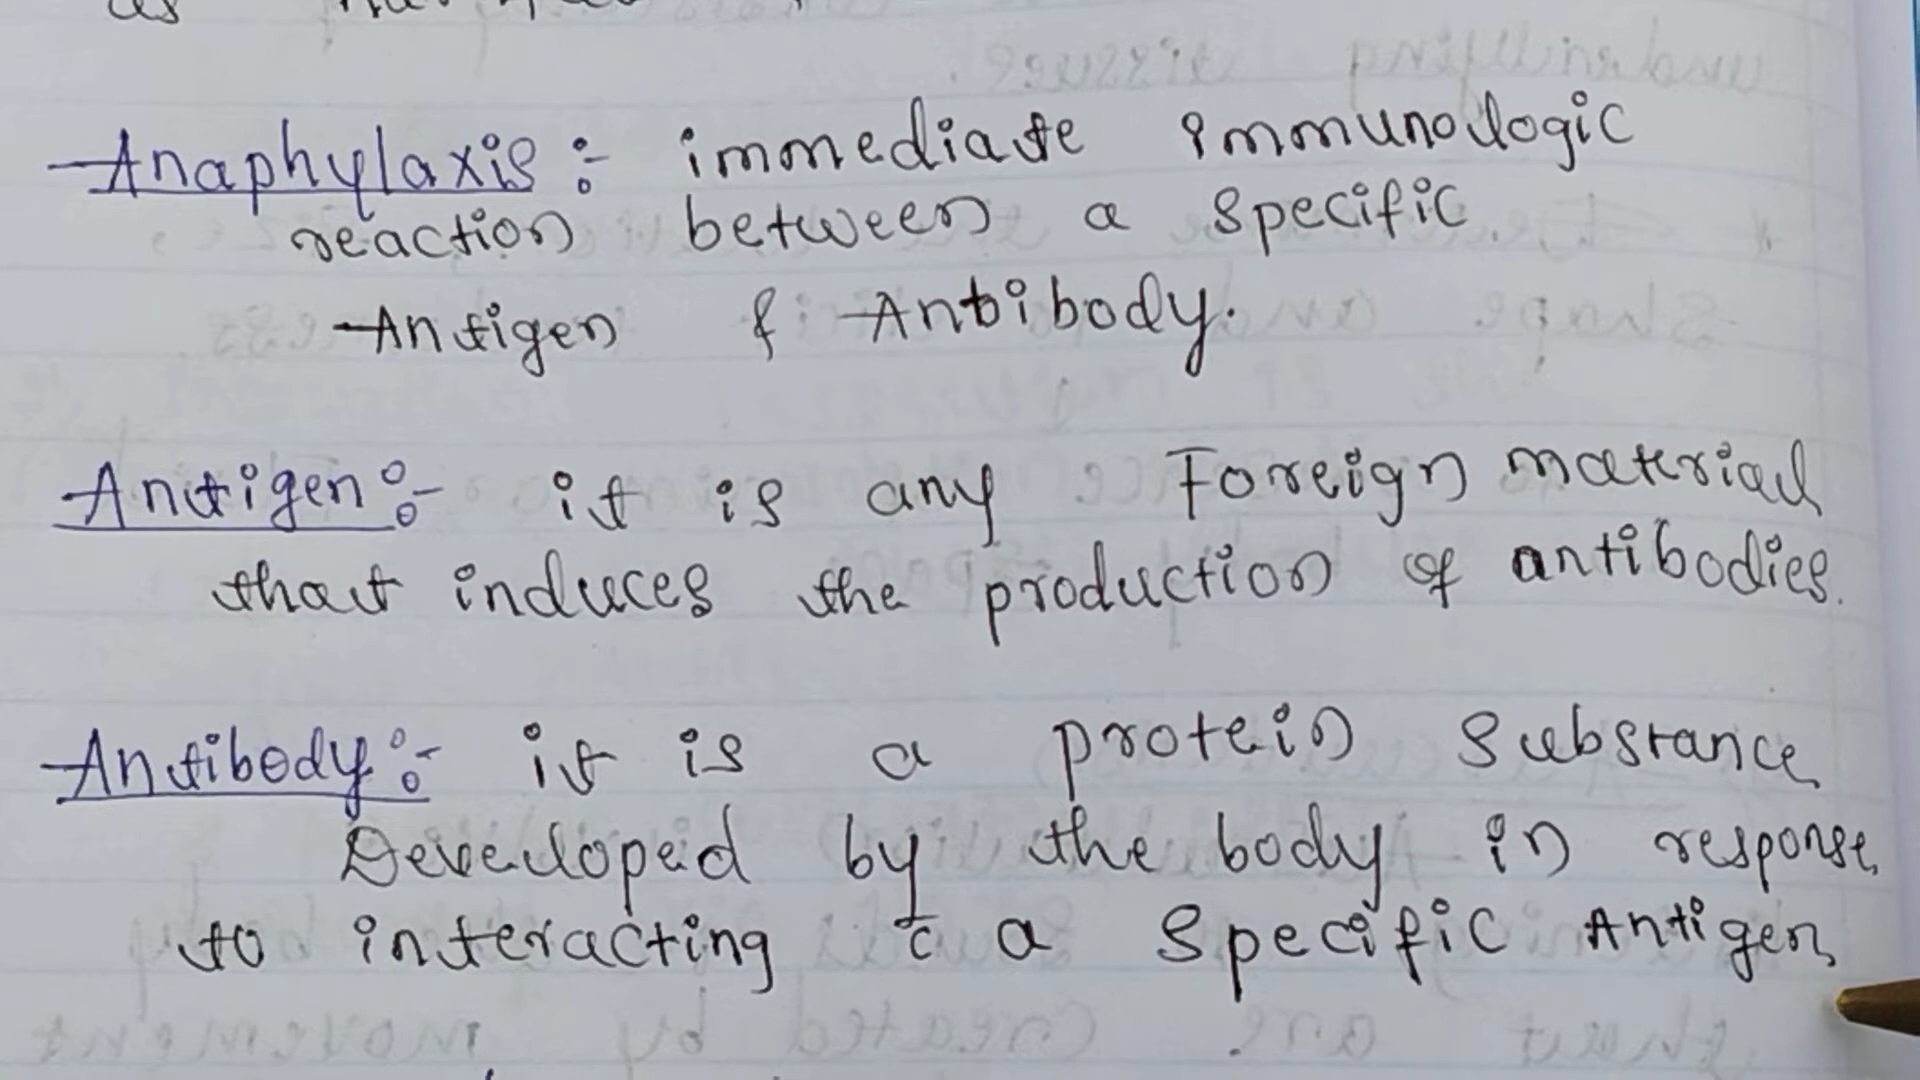 Anaphylaxis :- immediate immunologic
reaction between a specific
Antigen & Antibody.
Antigen :- it is any Foreign material
that induces the production of antibodies.
Antibody :- it is a protein Substance
Developed by the body in response
to interacting c̄ a specific Antigen